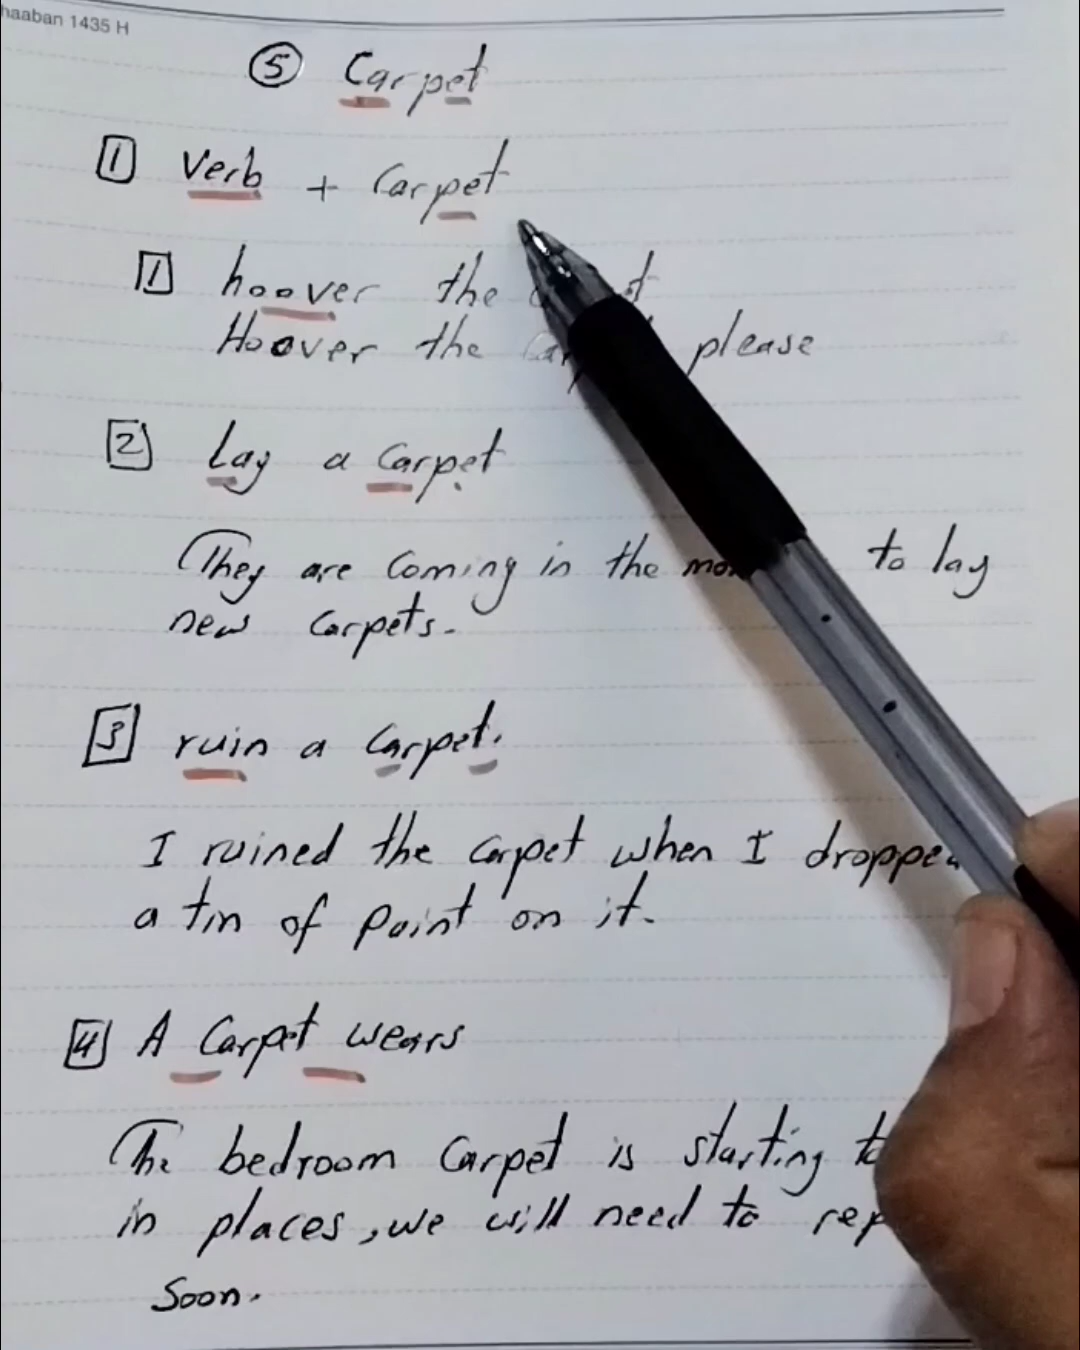 haaban 1435 H
⑤ Carpet
1 Verb + Carpet
1 hoover the
Hoover the please
2 Lay a Carpet
They are coming in the to lay
new carpets.
3 ruin a Carpet.
I ruined the carpet when I
a tin of paint on it.
4 A Carpet wears
The bedroom Carpet is starting
in places, we will need to
Soon.